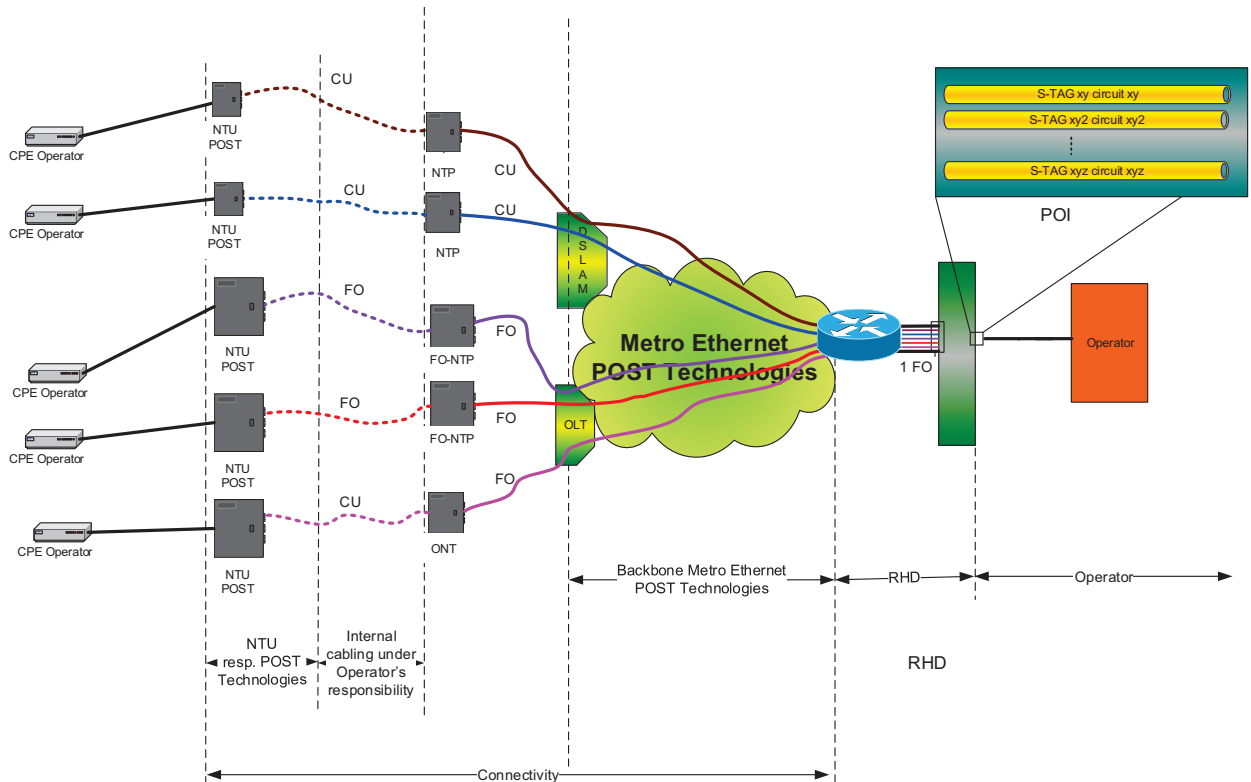 S-TAG xy circuit xy
S-TAG xy2 circuit xy2
S-TAG xyz circuit xyz
POI
CU
NTU
POST
CPE Operator
NTP
CU
CU
NTU
POST
CPE Operator
NTP
CU
DSLAM
FO
NTU
POST
CPE Operator
FO-NTP
FO
Metro Ethernet
POST Technologies
1 FO
Operator
FO
NTU
POST
CPE Operator
FO-NTP
FO
OLT
CU
NTU
POST
CPE Operator
ONT
FO
Backbone Metro Ethernet
POST Technologies
RHD
Operator
NTU
resp. POST
Technologies
Internal
cabling under
Operator's
responsibility
RHD
Connectivity